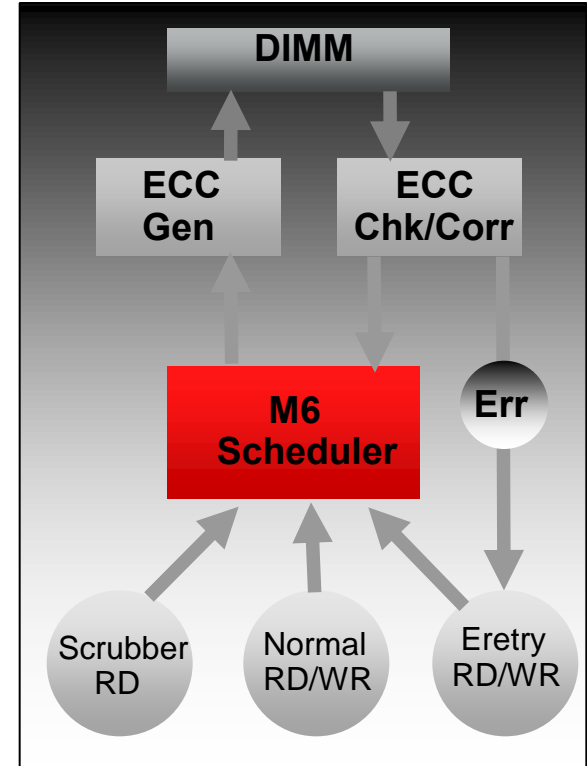 DIMM
ECC
Gen
ECC
Chk/Corr
M6
Scheduler
Err
Scrubber
RD
Normal
RD/WR
Eretry
RD/WR